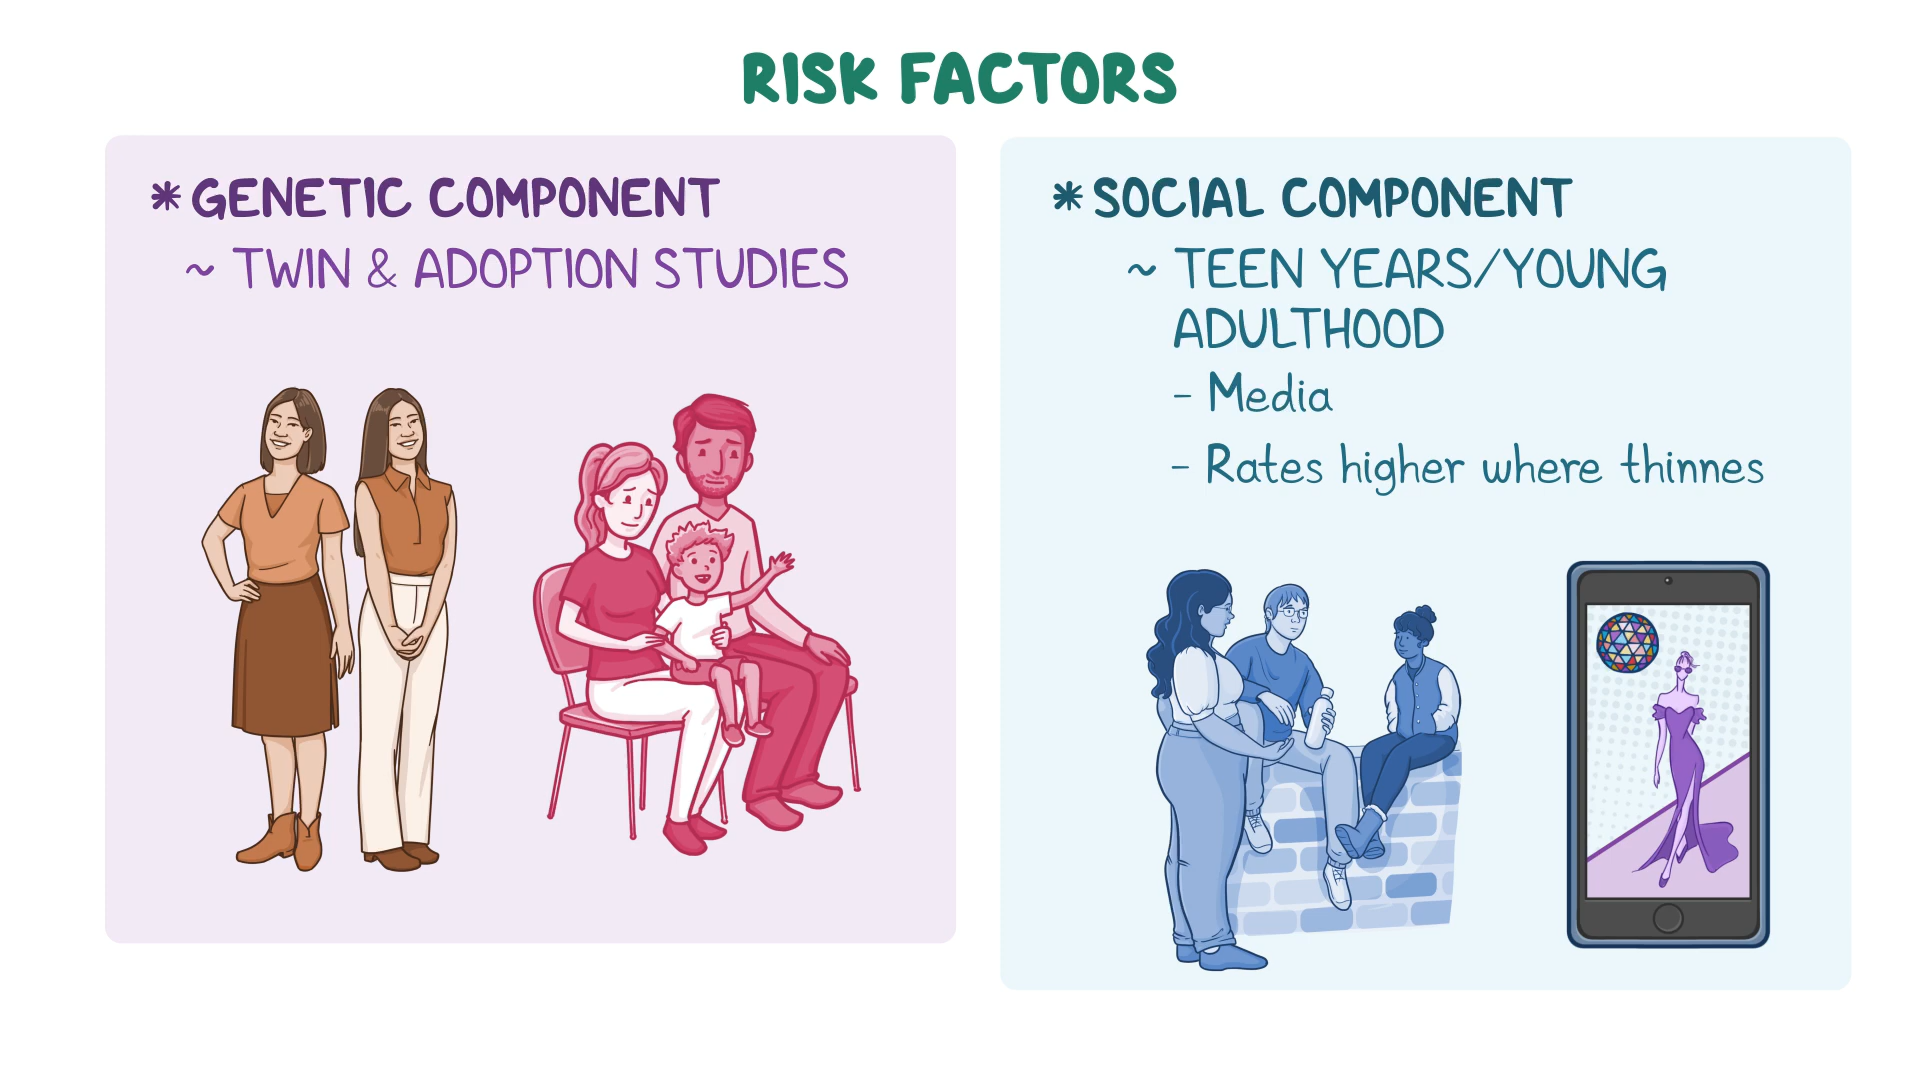 RISK FACTORS
*GENETIC COMPONENT
~ TWIN & ADOPTION STUDIES
*SOCIAL COMPONENT
~ TEEN YEARS/YOUNG
ADULTHOOD
- Media
- Rates higher where thinnes